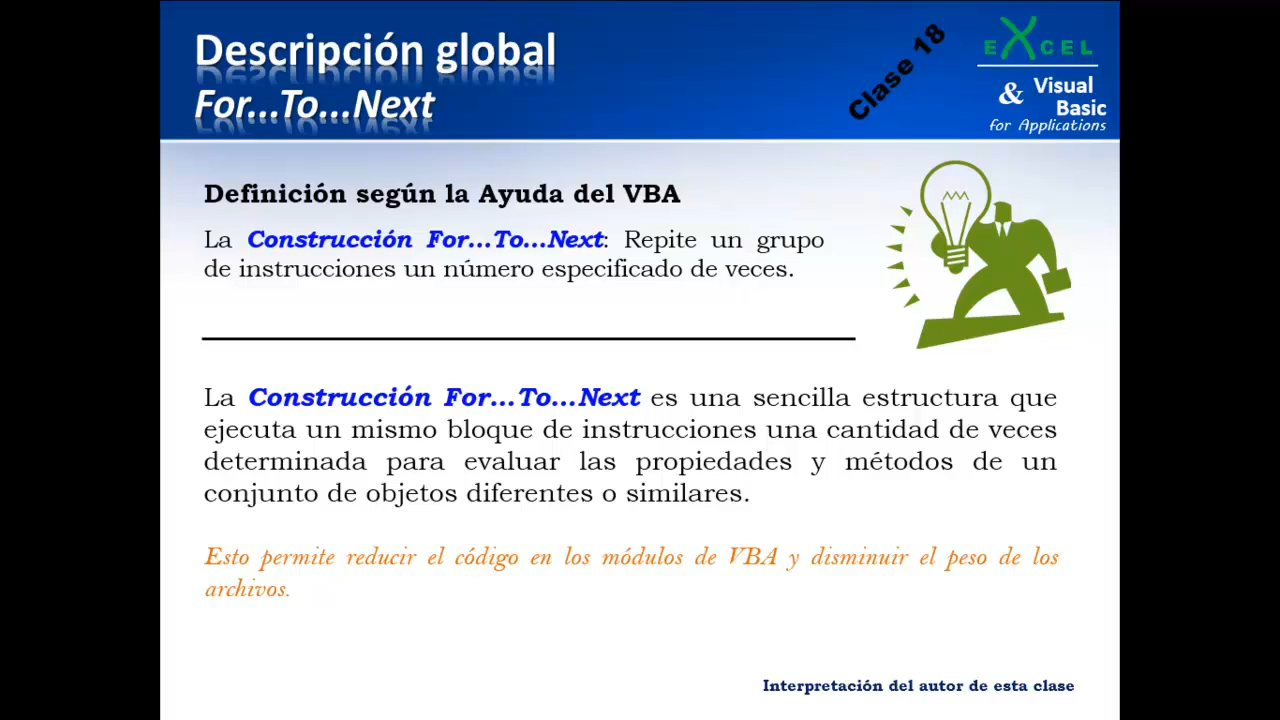 Descripción global
For...To...Next
Clase 18
EXCEL
& Visual
Basic
for Applications
Definición según la Ayuda del VBA
La Construcción For...To...Next: Repite un grupo
de instrucciones un número especificado de veces.
La Construcción For...To...Next es una sencilla estructura que
ejecuta un mismo bloque de instrucciones una cantidad de veces
determinada para evaluar las propiedades y métodos de un
conjunto de objetos diferentes o similares.
Esto permite reducir el código en los módulos de VBA y disminuir el peso de los
archivos.
Interpretación del autor de esta clase